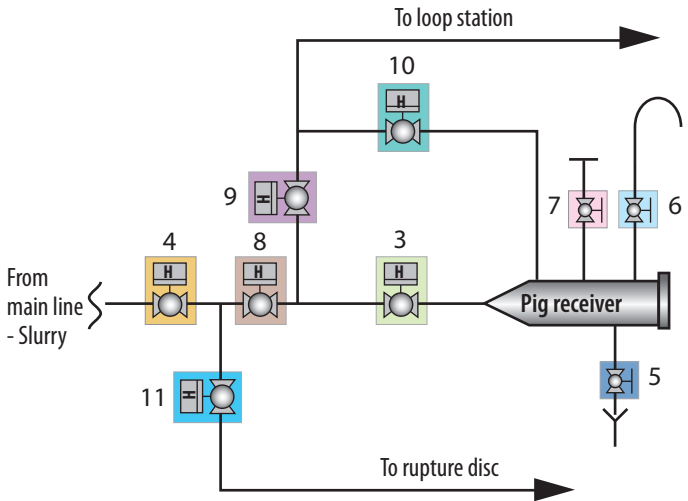 To loop station
10
H
9
H
7
6
4
8
3
H
H
H
From
main line
- Slurry
Pig receiver
11
H
5
To rupture disc